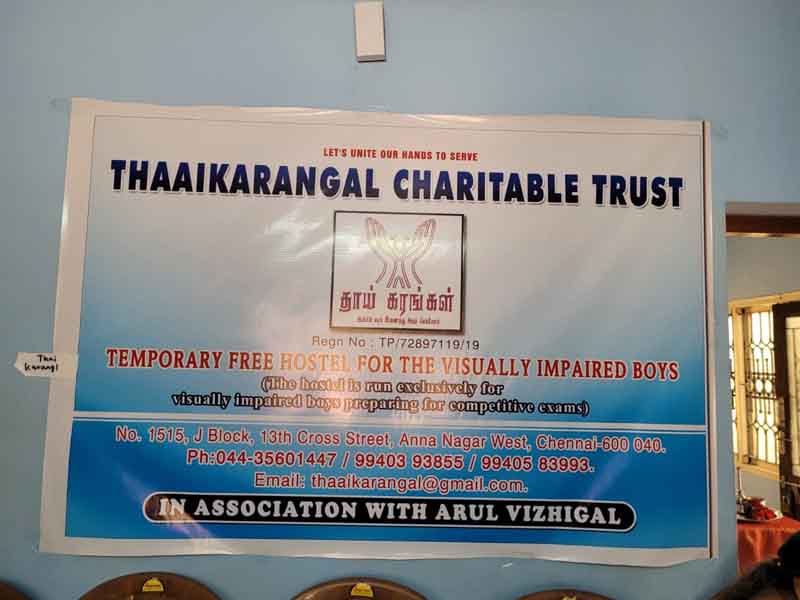 LET'S UNITE OUR HANDS TO SERVE
THAAIKARANGAL CHARITABLE TRUST
தாய் கரங்கள்
Regn No : TP/72897119/19
TEMPORARY FREE HOSTEL FOR THE VISUALLY IMPAIRED BOYS
(The hostel is run exclusively for
visually impaired boys preparing for competitive exams)
Thai
Karangl
No. 1515, J Block, 13th Cross Street, Anna Nagar West, Chennai-600 040.
Ph:044-35601447 / 99403 93855 / 99405 83993.
Email: thaaikarangal@gmail.com.
IN ASSOCIATION WITH ARUL VIZHIGAL